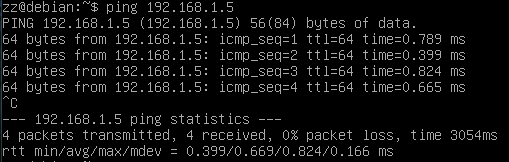 zz@debian:~$ ping 192.168.1.5
PING 192.168.1.5 (192.168.1.5) 56(84) bytes of data.
64 bytes from 192.168.1.5: icmp_seq=1 ttl=64 time=0.789 ms
64 bytes from 192.168.1.5: icmp_seq=2 ttl=64 time=0.399 ms
64 bytes from 192.168.1.5: icmp_seq=3 ttl=64 time=0.824 ms
64 bytes from 192.168.1.5: icmp_seq=4 ttl=64 time=0.665 ms
^C
--- 192.168.1.5 ping statistics ---
4 packets transmitted, 4 received, 0% packet loss, time 3054ms
rtt min/avg/max/mdev = 0.399/0.669/0.824/0.166 ms